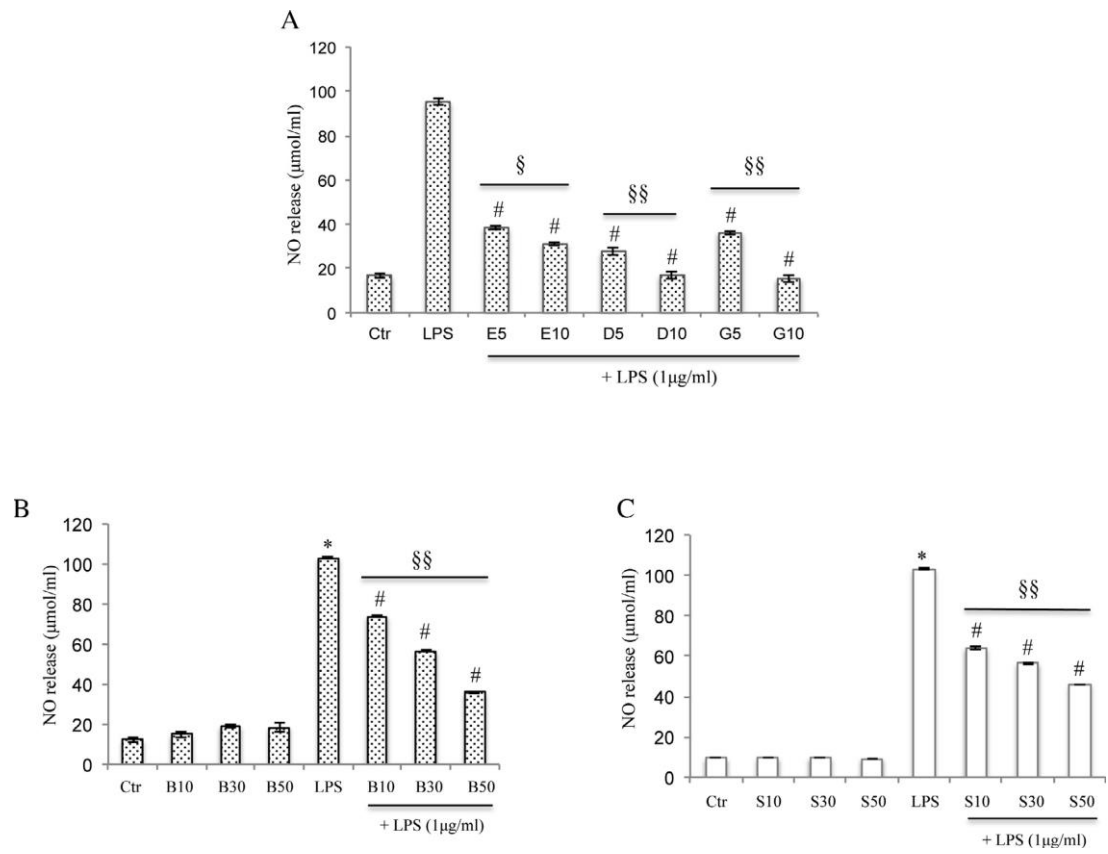 A
120
100
80
60
40
20
0
NO release (μmol/ml)
§
§§
§§
# # # # # #
Ctr LPS E5 E10 D5 D10 G5 G10
+ LPS (1μg/ml)
B
120
100
80
60
40
20
0
NO release (μmol/ml)
*
§§
# # #
Ctr B10 B30 B50 LPS B10 B30 B50
+ LPS (1μg/ml)
C
120
100
80
60
40
20
0
NO release (μmol/ml)
*
§§
# # #
Ctr S10 S30 S50 LPS S10 S30 S50
+ LPS (1μg/ml)